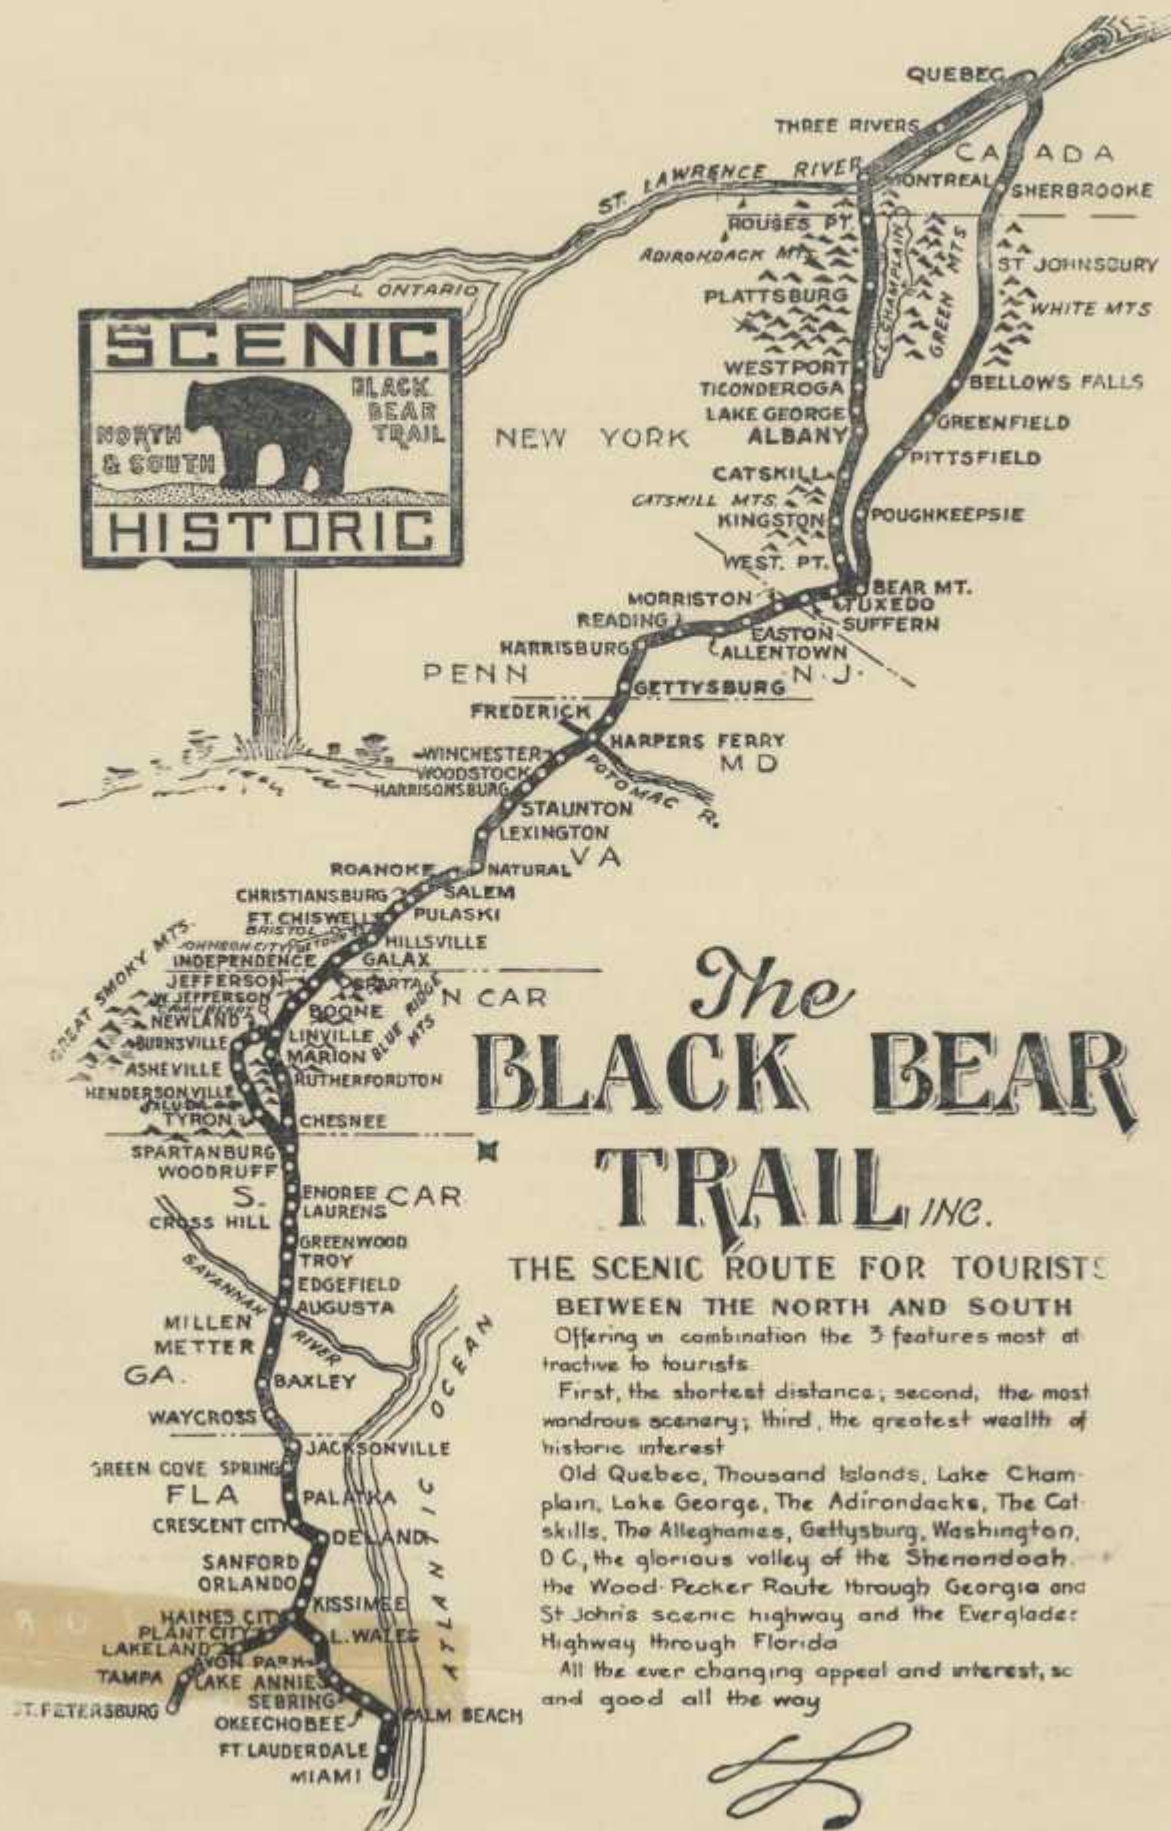 QUEBEC
THREE RIVERS
CANADA
ST. LAWRENCE RIVER
MONTREAL
SHERBROOKE
ROUSES PT.
ADIRONDACK MTS.
L. CHAMPLAIN
GREEN MTS
ST JOHNSBURY
L ONTARIO
PLATTSBURG
WHITE MTS
SCENIC
BLACK
BEAR
TRAIL
NORTH
& SOUTH
HISTORIC
WESTPORT
TICONDEROGA
BELLOWS FALLS
LAKE GEORGE
GREENFIELD
NEW YORK
ALBANY
PITTSFIELD
CATSKILL
CATSKILL MTS.
KINGSTON
POUGHKEEPSIE
WEST. PT.
BEAR MT.
MORRISTON
TUXEDO
READING
SUFFERN
EASTON
HARRISBURG
ALLENTOWN
PENN
N.J.
GETTYSBURG
FREDERICK
HARPERS FERRY
WINCHESTER
MD
WOODSTOCK
POTOMAC R.
HARRISONSBURG
STAUNTON
LEXINGTON
VA
ROANOKE
NATURAL
CHRISTIANSBURG
SALEM
FT. CHISWELL
PULASKI
BRISTOL
HILLSVILLE
JOHNSON CITY
INDEPENDENCE
GALAX
GREAT SMOKY MTS.
JEFFERSON
SPARTA
W. JEFFERSON
N CAR
BOONE
BLUE RIDGE
MTS
NEWLAND
LINVILLE
BURNSVILLE
MARION
ASHEVILLE
RUTHERFORDTON
HENDERSONVILLE
SALUDA
TYRON
CHESNEE
SPARTANBURG
WOODRUFF
S. CAR
ENOREE
LAURENS
CROSS HILL
GREENWOOD
TROY
EDGEFIELD
SAVANNAH RIVER
AUGUSTA
MILLEN
METTER
GA.
BAXLEY
WAYCROSS
JACKSONVILLE
GREEN COVE SPRING
FLA
PALATKA
CRESCENT CITY
DELAND
ATLANTIC OCEAN
SANFORD
ORLANDO
KISSIMEE
HAINES CITY
PLANT CITY
L. WALES
LAKELAND
AVON PARK
TAMPA
LAKE ANNIES
SEBRING
ST. PETERSBURG
OKEECHOBEE
PALM BEACH
FT. LAUDERDALE
MIAMI
The
BLACK BEAR
TRAIL, INC.
THE SCENIC ROUTE FOR TOURISTS
BETWEEN THE NORTH AND SOUTH
Offering in combination the 3 features most at
tractive to tourists.
First, the shortest distance; second, the most
wondrous scenery; third, the greatest wealth of
historic interest
Old Quebec, Thousand Islands, Lake Cham-
plain, Lake George, The Adirondacks, The Cat-
skills, The Alleghames, Gettysburg, Washington,
D C, the glorious valley of the Shenondoah.
the Wood-Pecker Route through Georgia and
St John's scenic highway and the Everglades
Highway through Florida
All the ever changing appeal and interest, so
and good all the way